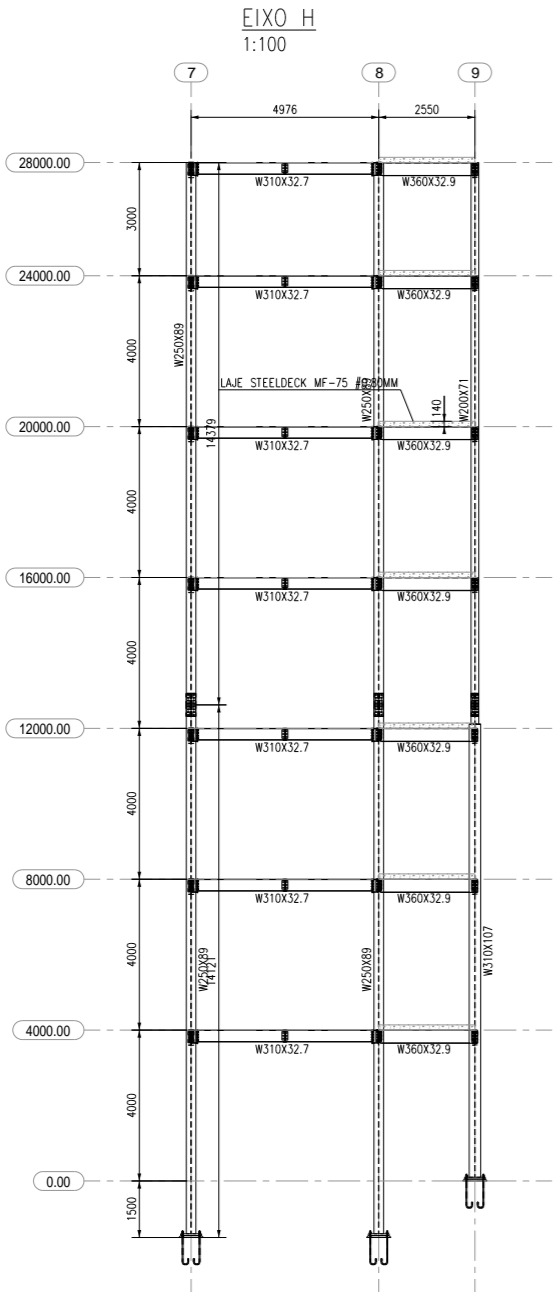 EIXO H
1:100
7
8
9
4976
2550
28000.00
W310X32.7
W360X32.9
3000
24000.00
W310X32.7
W360X32.9
W250X89
4000
LAJE STEELDECK MF-75 #0.80MM
W250X89
140
W200X71
14379
20000.00
W310X32.7
W360X32.9
4000
16000.00
W310X32.7
W360X32.9
4000
12000.00
W310X32.7
W360X32.9
4000
8000.00
W310X32.7
W360X32.9
W250X89
14121
W250X89
W310X107
4000
4000.00
W310X32.7
W360X32.9
4000
0.00
1500